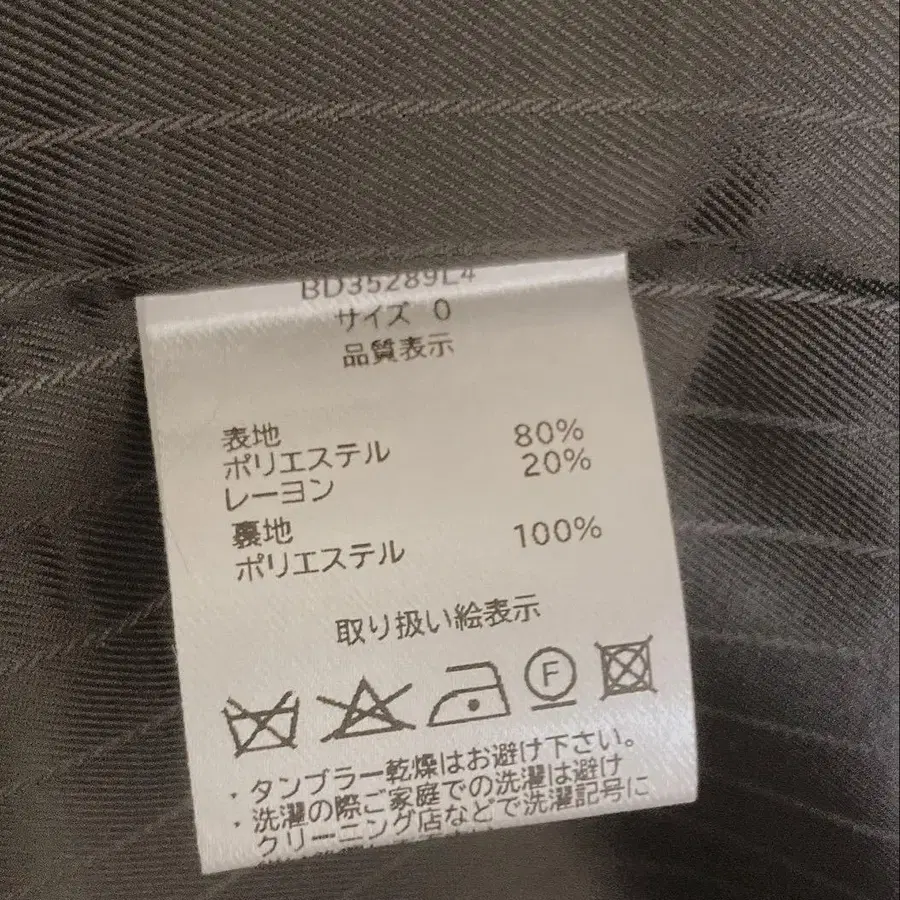 BD35289L4
サイズ 0
品質表示
表地
ポリエステル 80%
レーヨン 20%
裏地
ポリエステル 100%
取り扱い絵表示
F
・タンブラー乾燥はお避け下さい。
・洗濯の際ご家庭での洗濯は避け
クリーニング店などで洗濯記号に